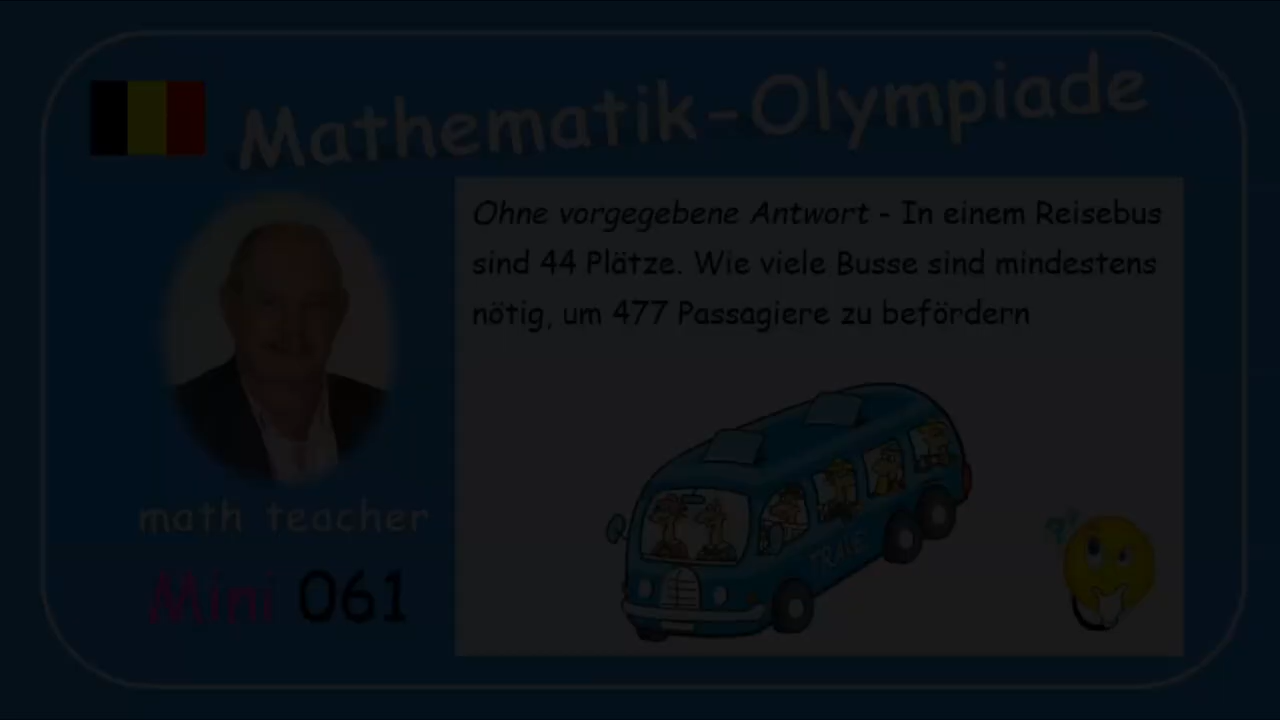 Mathematik-Olympiade
Ohne vorgegebene Antwort - In einem Reisebus
sind 44 Plätze. Wie viele Busse sind mindestens
nötig, um 477 Passagiere zu befördern
TRAVEL
math teacher
Mini 061